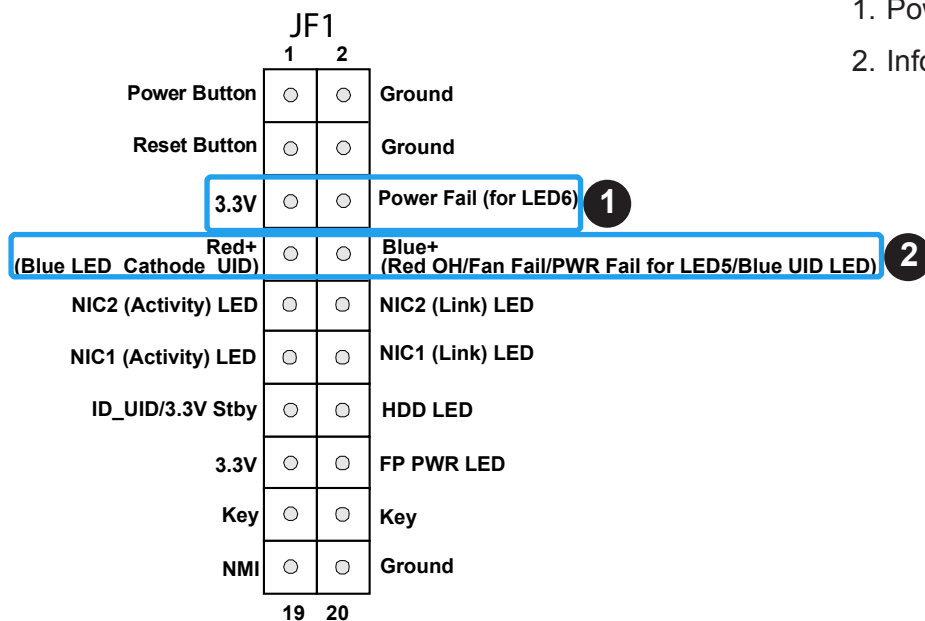 JF1
1 2
1. Pow
2. Info
Power Button Ground
Reset Button Ground
3.3V Power Fail (for LED6) 1
Red+ Blue+
(Blue LED_Cathode_UID) (Red OH/Fan Fail/PWR Fail for LED5/Blue UID LED) 2
NIC2 (Activity) LED NIC2 (Link) LED
NIC1 (Activity) LED NIC1 (Link) LED
ID_UID/3.3V Stby HDD LED
3.3V FP PWR LED
Key Key
NMI Ground
19 20